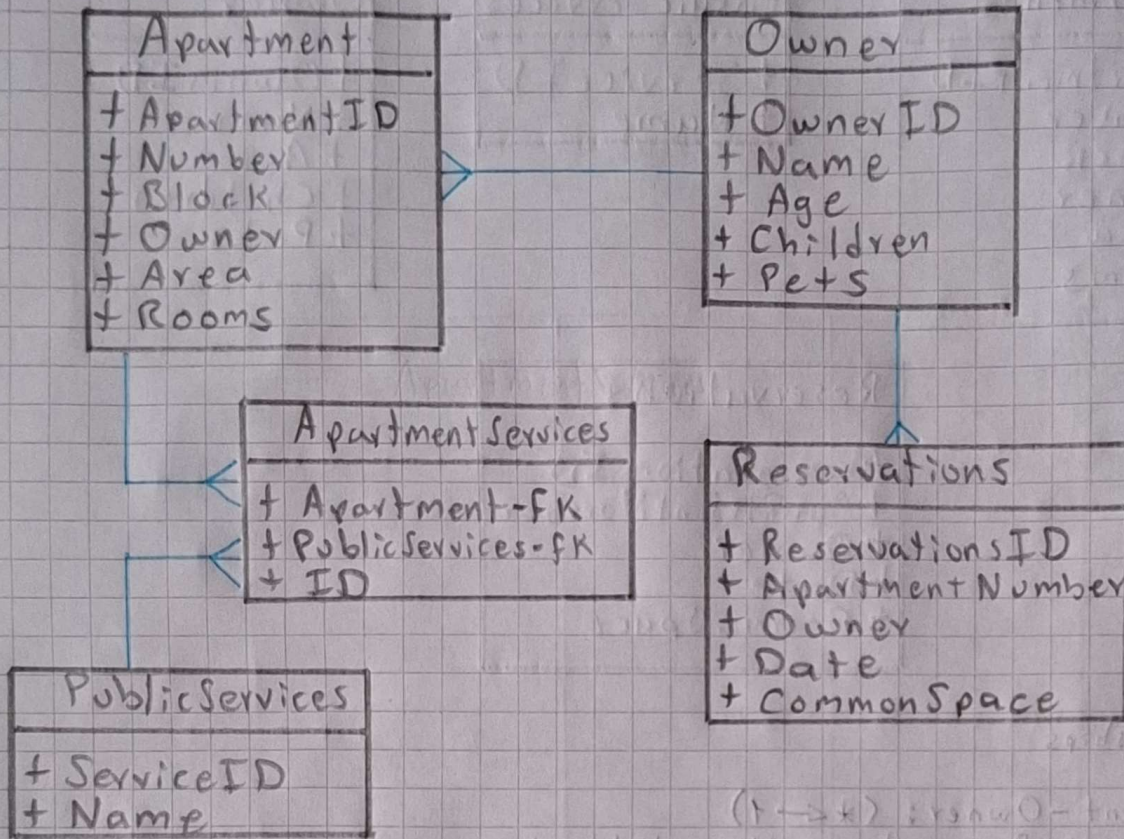 Apartment
+ ApartmentID
+ Number
+ Block
+ Owner
+ Area
+ Rooms
Owner
+ OwnerID
+ Name
+ Age
+ Children
+ Pets
ApartmentServices
+ Apartment-fK
+ PublicServices-fK
+ ID
Reservations
+ ReservationsID
+ ApartmentNumber
+ Owner
+ Date
+ CommonSpace
PublicServices
+ ServiceID
+ Name